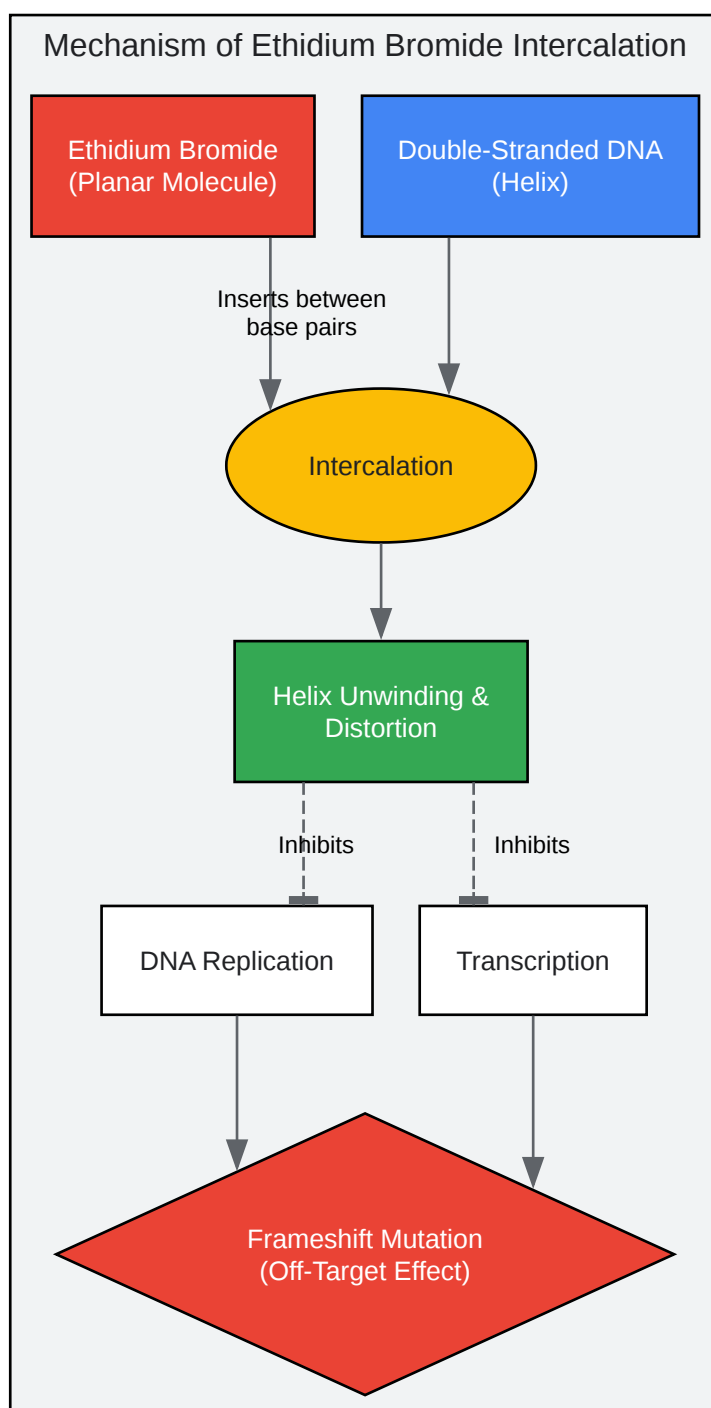 Mechanism of Ethidium Bromide Intercalation
Ethidium Bromide
(Planar Molecule)
Double-Stranded DNA
(Helix)
Inserts between
base pairs
Intercalation
Helix Unwinding &
Distortion
Inhibits
Inhibits
DNA Replication
Transcription
Frameshift Mutation
(Off-Target Effect)